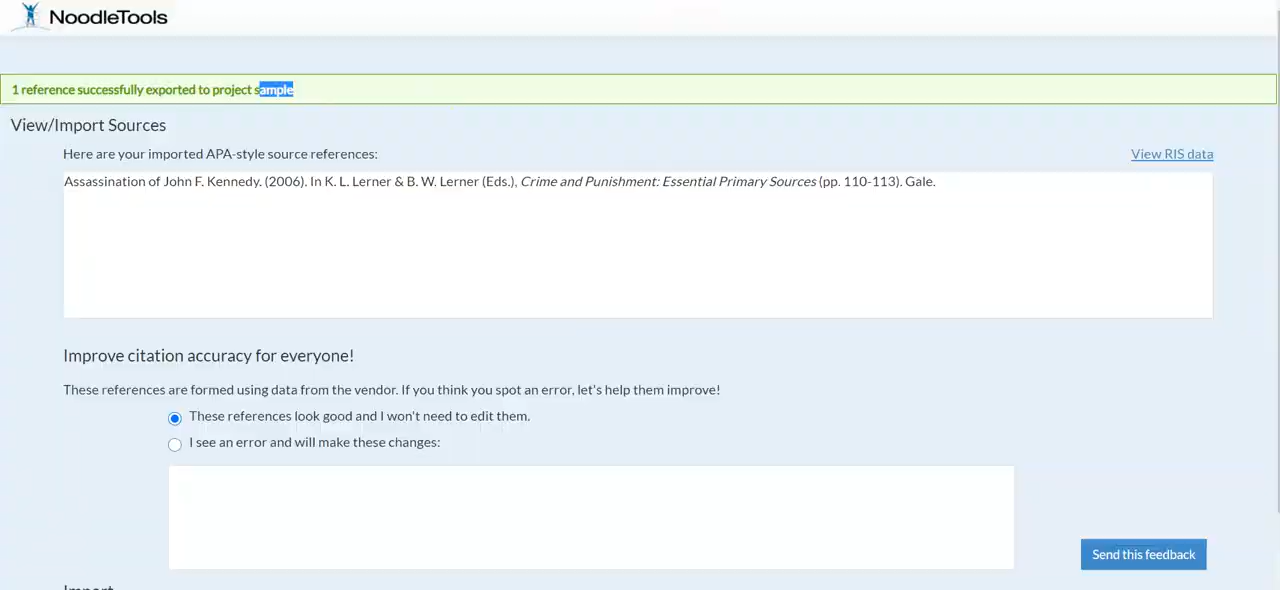 NoodleTools
1 reference successfully exported to project sample
View/Import Sources
Here are your imported APA-style source references:
View RIS data
Assassination of John F. Kennedy. (2006). In K. L. Lerner & B. W. Lerner (Eds.), Crime and Punishment: Essential Primary Sources (pp. 110-113). Gale.
Improve citation accuracy for everyone!
These references are formed using data from the vendor. If you think you spot an error, let's help them improve!
These references look good and I won't need to edit them.
I see an error and will make these changes:
Send this feedback
Import